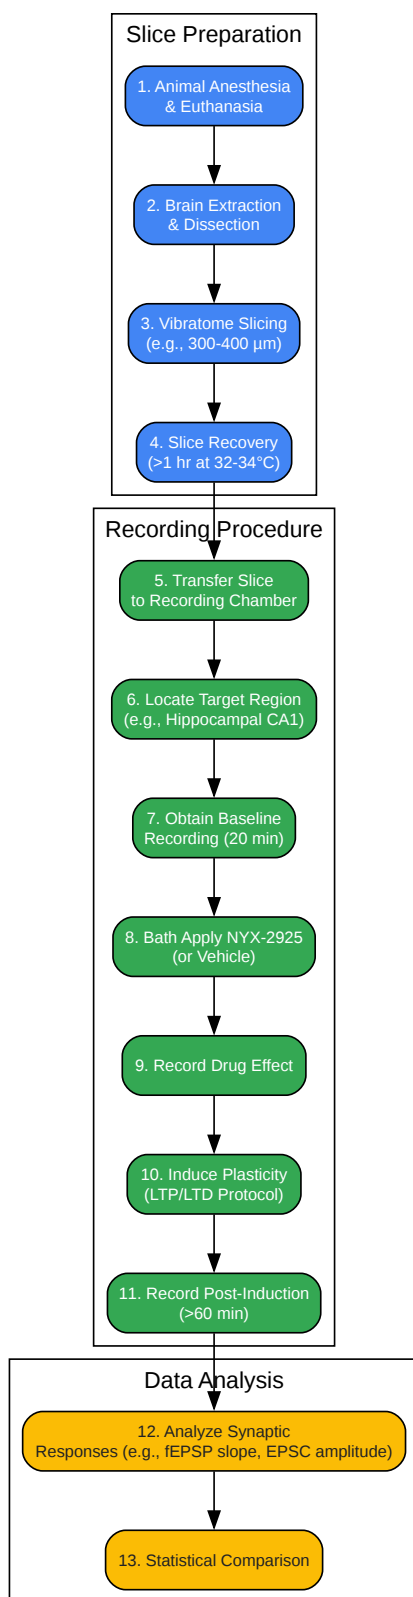 Slice Preparation
1. Animal Anesthesia
& Euthanasia
2. Brain Extraction
& Dissection
3. Vibratome Slicing
(e.g., 300-400 µm)
4. Slice Recovery
(>1 hr at 32-34°C)
Recording Procedure
5. Transfer Slice
to Recording Chamber
6. Locate Target Region
(e.g., Hippocampal CA1)
7. Obtain Baseline
Recording (20 min)
8. Bath Apply NYX-2925
(or Vehicle)
9. Record Drug Effect
10. Induce Plasticity
(LTP/LTD Protocol)
11. Record Post-Induction
(>60 min)
Data Analysis
12. Analyze Synaptic
Responses (e.g., fEPSP slope, EPSC amplitude)
13. Statistical Comparison